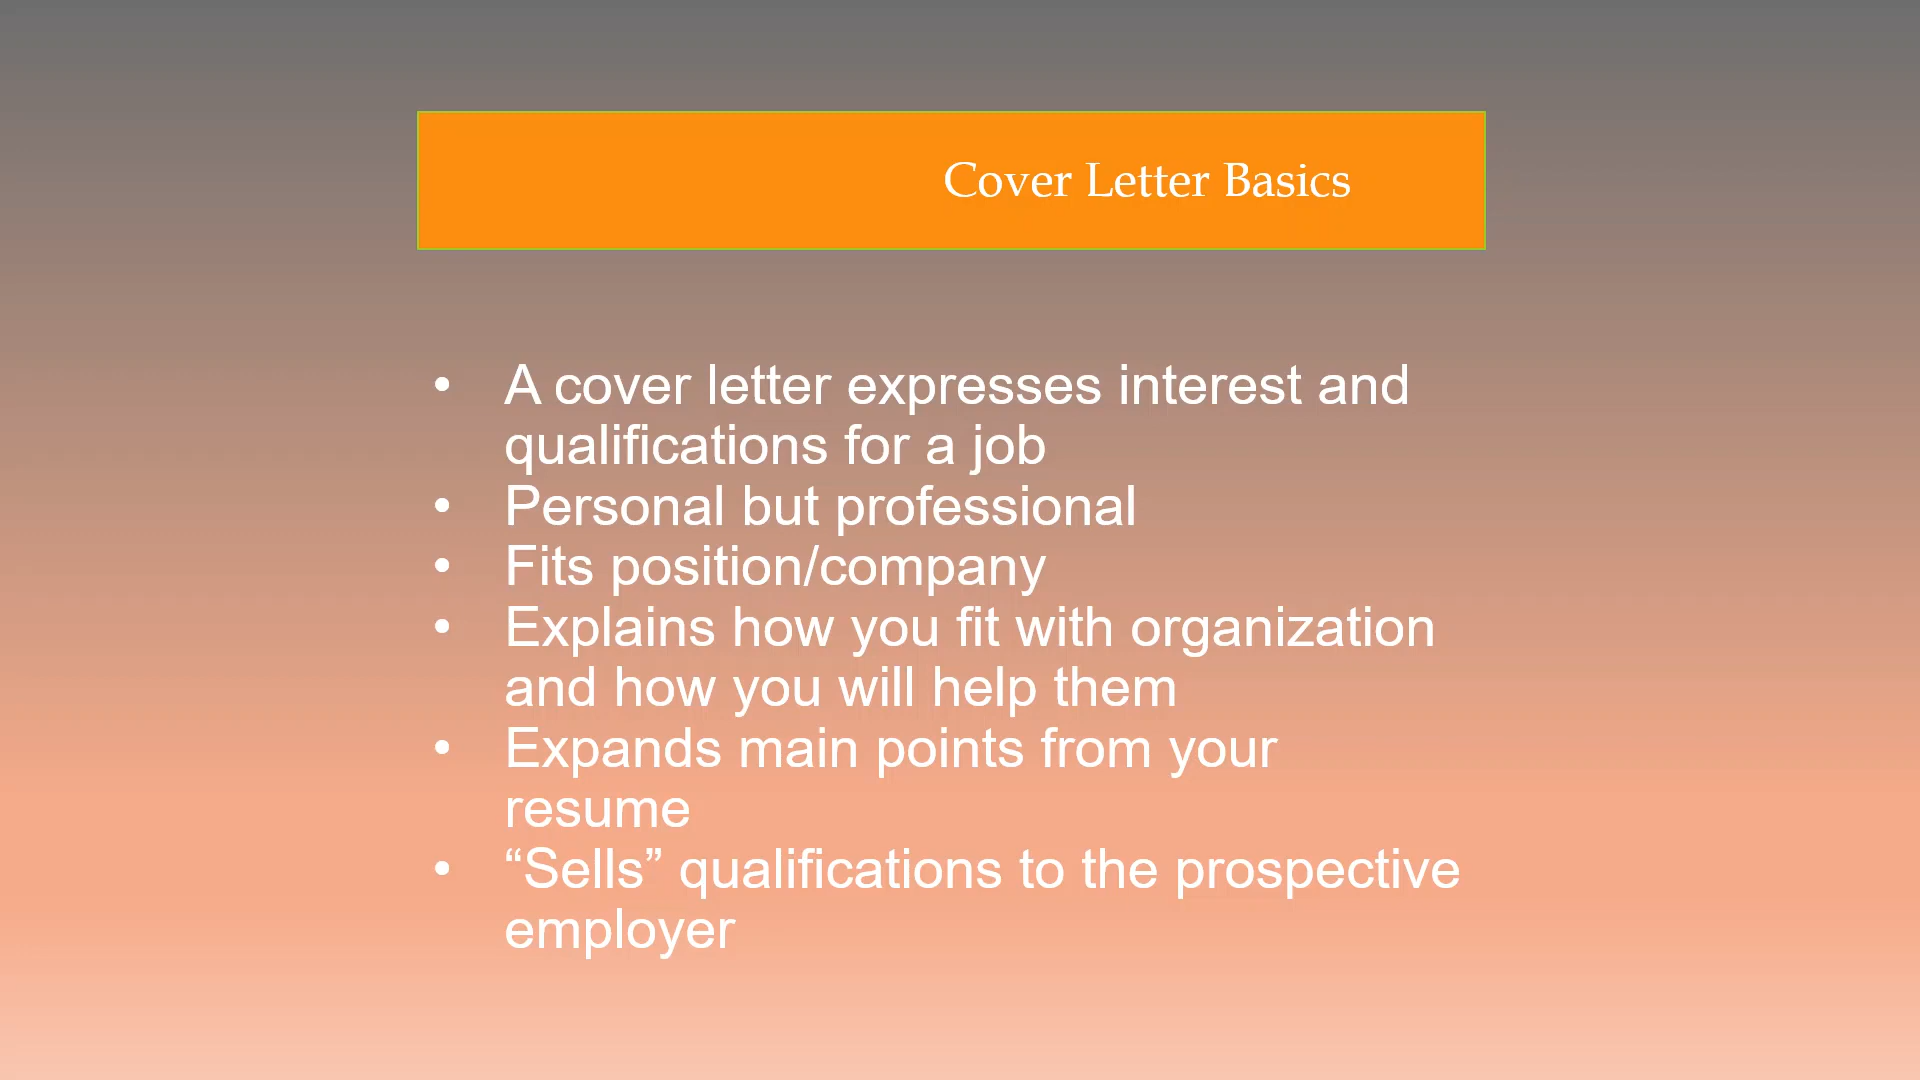 Cover Letter Basics
• A cover letter expresses interest and
qualifications for a job
• Personal but professional
• Fits position/company
• Explains how you fit with organization
and how you will help them
• Expands main points from your
resume
• “Sells” qualifications to the prospective
employer